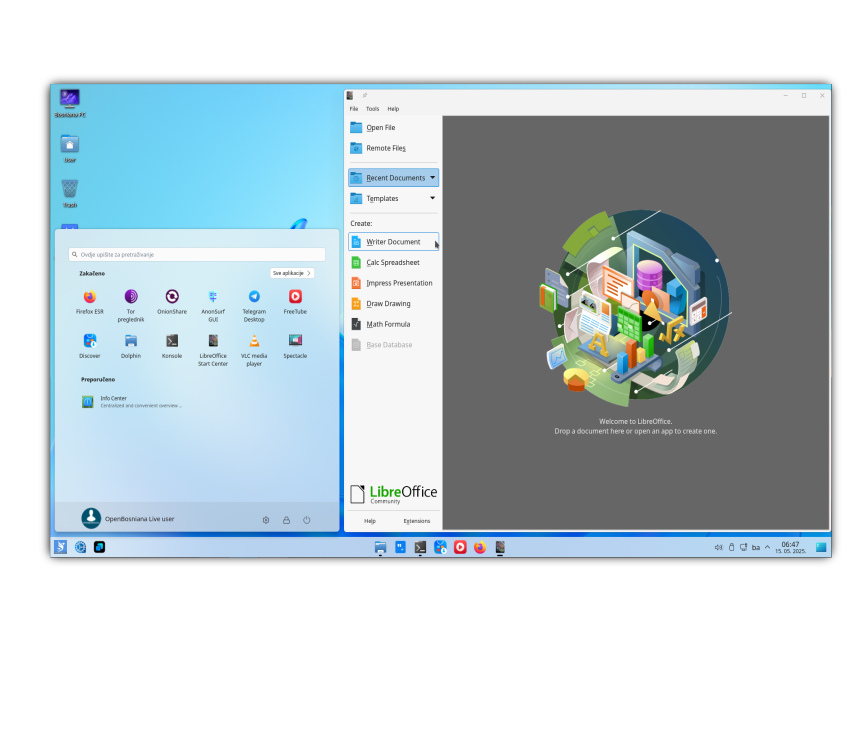 Bosniana PC
User
Trash
Ovdje upišite za pretraživanje
Zakačeno
Sve aplikacije
Firefox ESR
Tor
preglednik
OnionShare
AnonSurf
GUI
Telegram
Desktop
FreeTube
Discover
Dolphin
Konsole
LibreOffice
Start Center
VLC media
player
Spectacle
Preporučeno
Info Center
Centralized and convenient overview...
OpenBosniana Live user
File Tools Help
Open File
Remote Files
Recent Documents
Templates
Create:
Writer Document
Calc Spreadsheet
Impress Presentation
Draw Drawing
Math Formula
Base Database
LibreOffice
Community
Help Extensions
Welcome to LibreOffice.
Drop a document here or open an app to create one.
ba
06:47
15. 05. 2025.